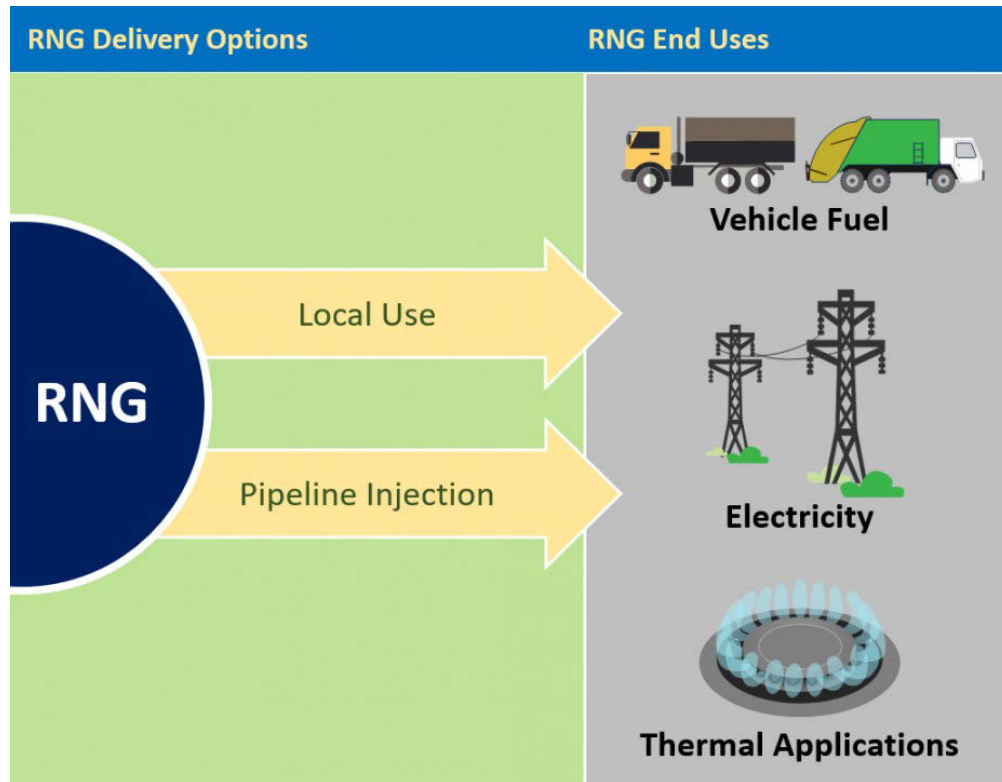 RNG Delivery Options
RNG End Uses
Vehicle Fuel
Local Use
RNG
Pipeline Injection
Electricity
Thermal Applications